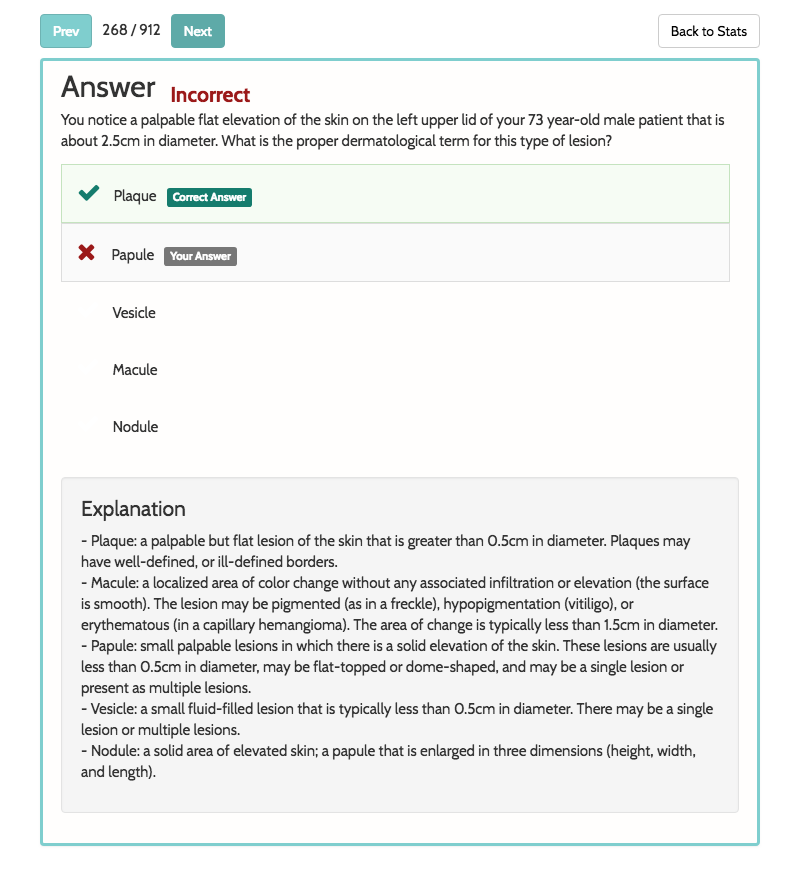 Prev 268 / 912 Next Back to Stats
Answer Incorrect
You notice a palpable flat elevation of the skin on the left upper lid of your 73 year-old male patient that is
about 2.5cm in diameter. What is the proper dermatological term for this type of lesion?
Plaque Correct Answer
Papule Your Answer
Vesicle
Macule
Nodule
Explanation
- Plaque: a palpable but flat lesion of the skin that is greater than 0.5cm in diameter. Plaques may
have well-defined, or ill-defined borders.
- Macule: a localized area of color change without any associated infiltration or elevation (the surface
is smooth). The lesion may be pigmented (as in a freckle), hypopigmentation (vitiligo), or
erythematous (in a capillary hemangioma). The area of change is typically less than 1.5cm in diameter.
- Papule: small palpable lesions in which there is a solid elevation of the skin. These lesions are usually
less than 0.5cm in diameter, may be flat-topped or dome-shaped, and may be a single lesion or
present as multiple lesions.
- Vesicle: a small fluid-filled lesion that is typically less than 0.5cm in diameter. There may be a single
lesion or multiple lesions.
- Nodule: a solid area of elevated skin; a papule that is enlarged in three dimensions (height, width,
and length).